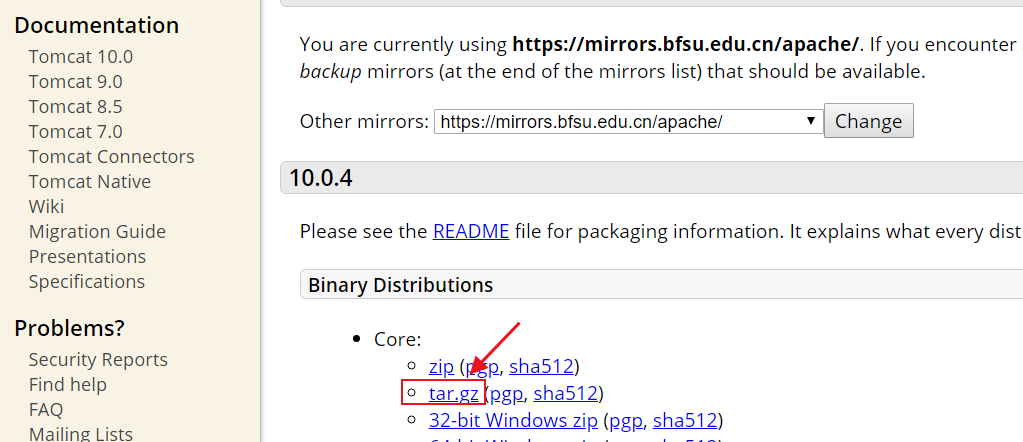 Documentation
Tomcat 10.0
Tomcat 9.0
Tomcat 8.5
Tomcat 7.0
Tomcat Connectors
Tomcat Native
Wiki
Migration Guide
Presentations
Specifications
Problems?
Security Reports
Find help
FAQ
Mailing Lists
You are currently using https://mirrors.bfsu.edu.cn/apache/. If you encounter
backup mirrors (at the end of the mirrors list) that should be available.
Other mirrors: https://mirrors.bfsu.edu.cn/apache/ Change
10.0.4
Please see the README file for packaging information. It explains what every dist
Binary Distributions
Core:
zip (pgp, sha512)
tar.gz (pgp, sha512)
32-bit Windows zip (pgp, sha512)